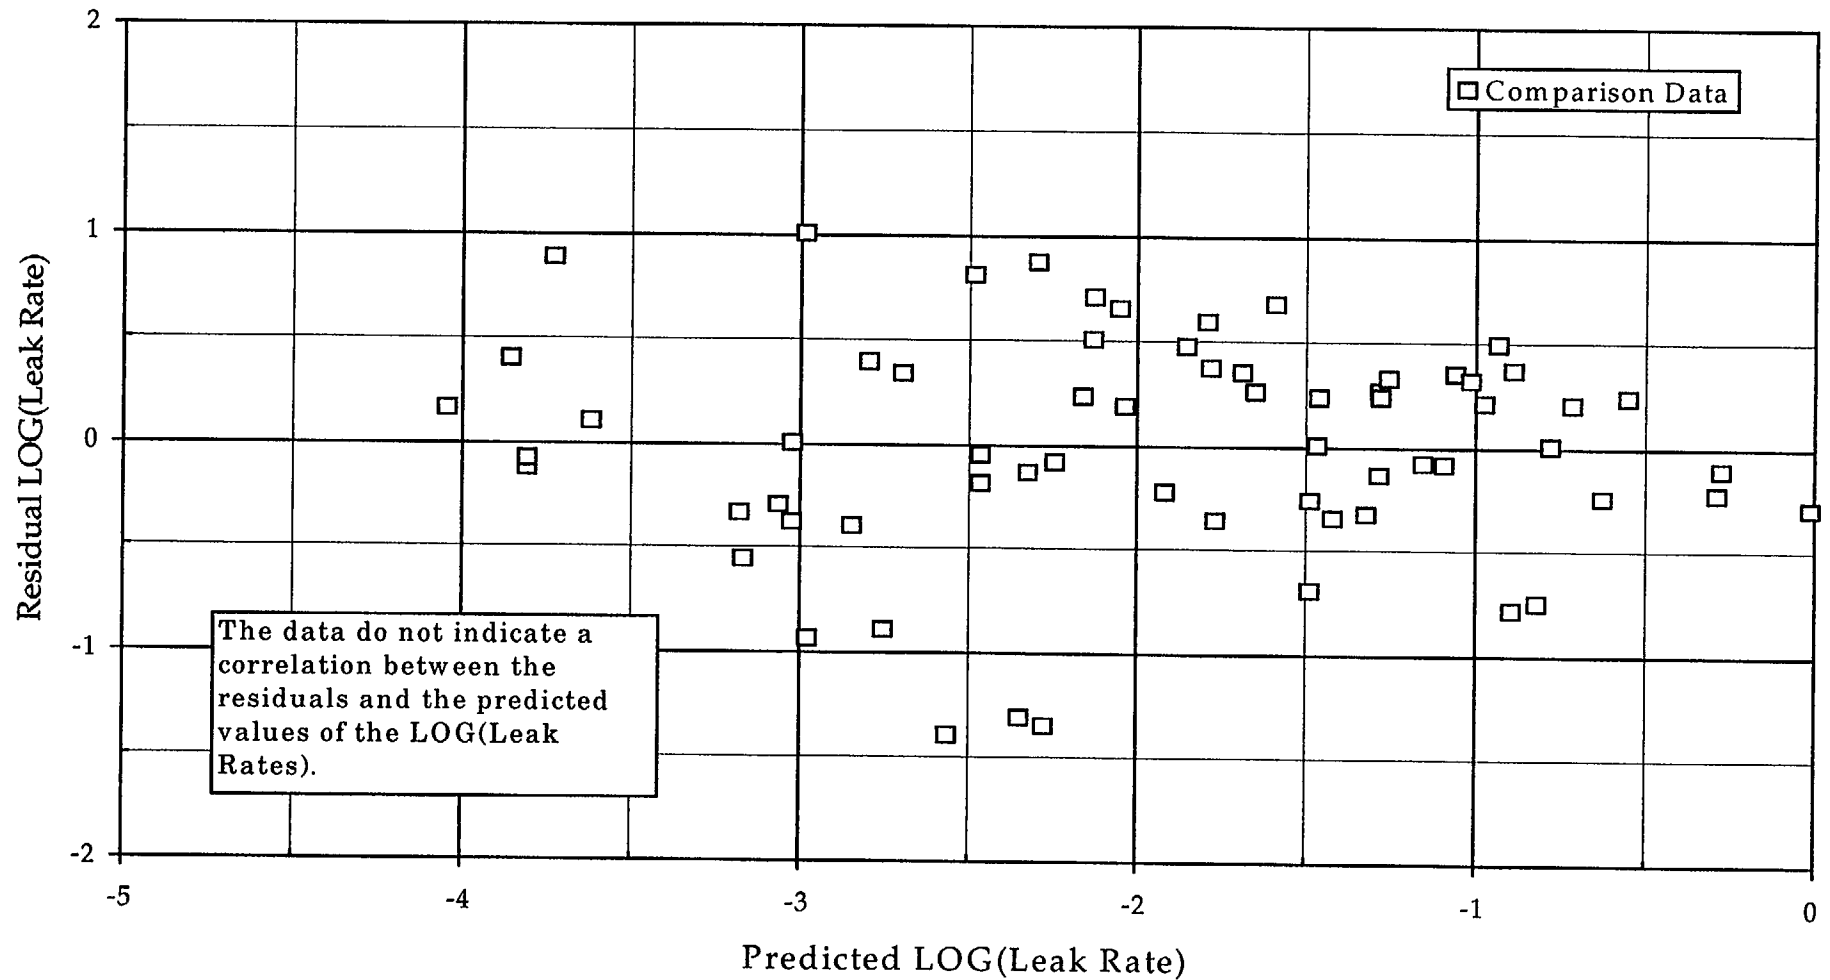 2
Comparison Data
1
0
-1
-2
Residual LOG(Leak Rate)
The data do not indicate a
correlation between the
residuals and the predicted
values of the LOG(Leak
Rates).
-5
-4
-3
-2
-1
0
Predicted LOG(Leak Rate)